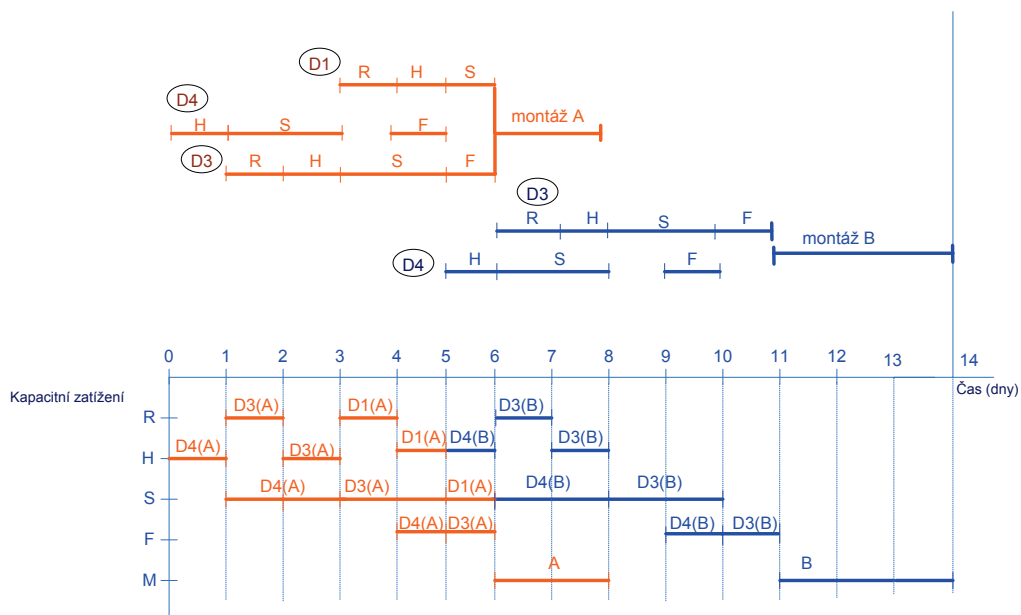 D1 R H S
D4
H S F montáž A
D3 R H S F
D3
R H S F
montáž B
D4 H S F
0 1 2 3 4 5 6 7 8 9 10 11 12 13 14
Kapacitní zatížení
Čas (dny)
R D3(A) D1(A) D3(B)
H D4(A) D3(A) D1(A) D4(B) D3(B)
S D4(A) D3(A) D1(A) D4(B) D3(B)
F D4(A) D3(A) D4(B) D3(B)
M A B